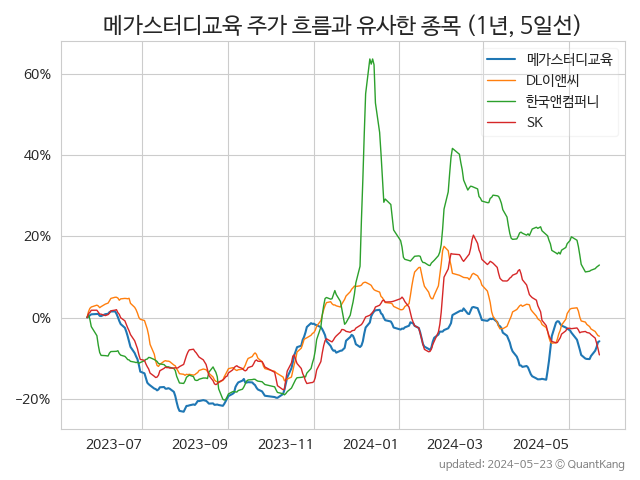 메가스터디교육 주가 흐름과 유사한 종목 (1년, 5일선)
메가스터디교육
DL이앤씨
한국앤컴퍼니
SK
60%
40%
20%
0%
−20%
2023-07
2023-09
2023-11
2024-01
2024-03
2024-05
updated: 2024-05-23 © QuantKang